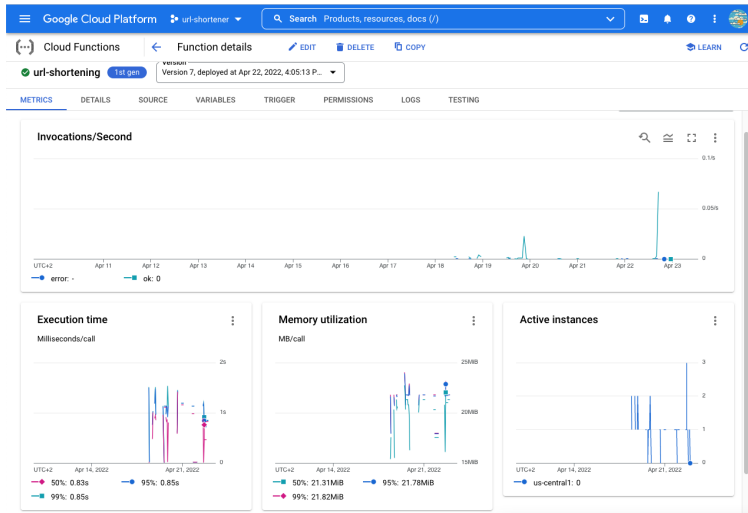 Google Cloud Platform url-shortener Search Products, resources, docs (/)
Cloud Functions Function details EDIT DELETE COPY LEARN
url-shortening 1st gen Version
Version 7, deployed at Apr 22, 2022, 4:05:13 P...
METRICS DETAILS SOURCE VARIABLES TRIGGER PERMISSIONS LOGS TESTING
Invocations/Second
0.1/s
0.05/s
0
UTC+2 Apr 11 Apr 12 Apr 13 Apr 14 Apr 15 Apr 16 Apr 17 Apr 18 Apr 19 Apr 20 Apr 21 Apr 22 Apr 23
error: - ok: 0
Execution time
Milliseconds/call
2s
1s
0
UTC+2 Apr 14, 2022 Apr 21, 2022
50%: 0.83s 95%: 0.85s
99%: 0.85s
Memory utilization
MB/call
25MiB
20MiB
15MiB
UTC+2 Apr 14, 2022 Apr 21, 2022
50%: 21.31MiB 95%: 21.78MiB
99%: 21.82MiB
Active instances
3
2
1
0
UTC+2 Apr 14, 2022 Apr 21, 2022
us-central1: 0